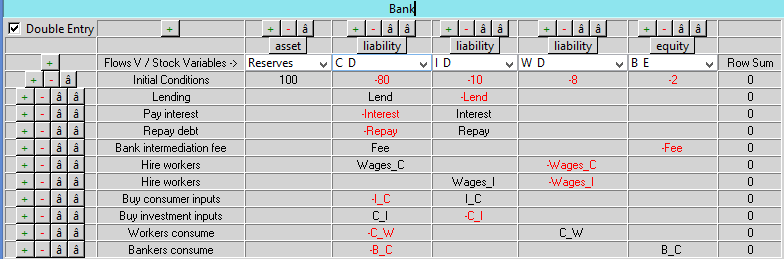 Bank
Double Entry + + - â + - â + - â + - â + - â
asset liability liability liability equity
+ Flows V / Stock Variables -> Reserves C D I D W D B E Row Sum
+ - â Initial Conditions 100 -80 -10 -8 -2 0
+ - â â Lending Lend -Lend 0
+ - â â Pay interest -Interest Interest 0
+ - â â Repay debt -Repay Repay 0
+ - â â Bank intermediation fee Fee -Fee 0
+ - â â Hire workers Wages_C -Wages_C 0
+ - â â Hire workers Wages_I -Wages_I 0
+ - â â Buy consumer inputs -I_C I_C 0
+ - â â Buy investment inputs C_I -C_I 0
+ - â â Workers consume -C_W C_W 0
+ - â â Bankers consume -B_C B_C 0